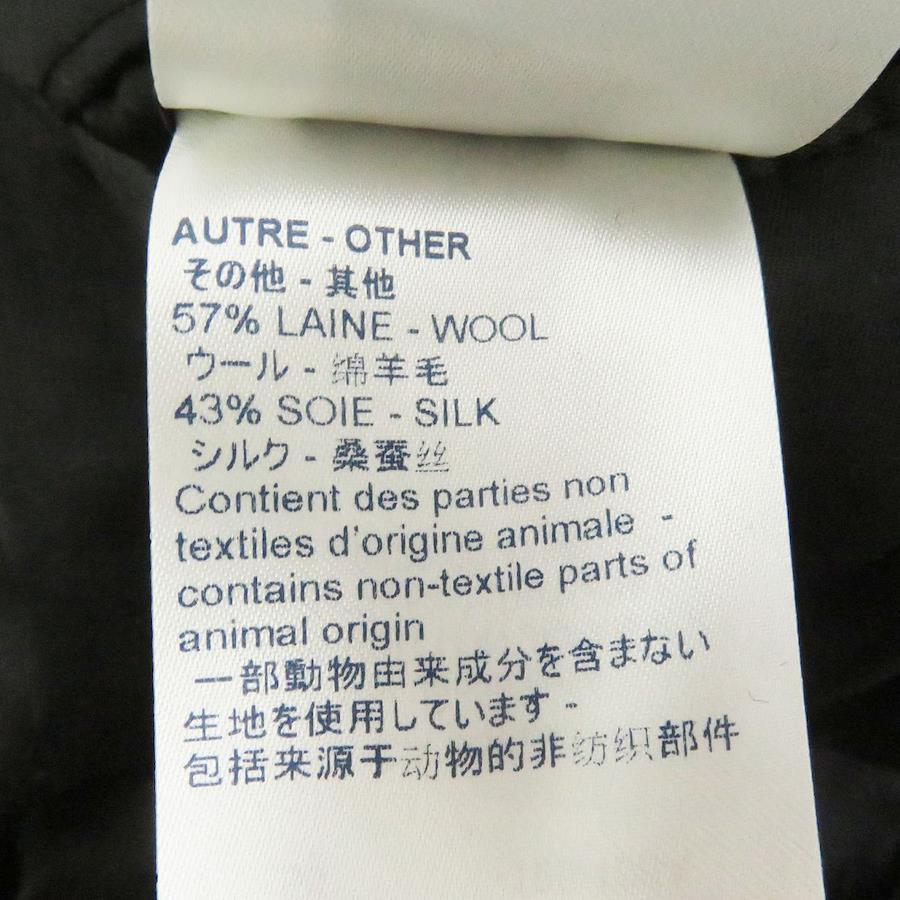 AUTRE - OTHER
その他 - 其他
57% LAINE - WOOL
ウール - 绵羊毛
43% SOIE - SILK
シルク - 桑蚕丝
Contient des parties non
textiles d'origine animale -
contains non-textile parts of
animal origin
一部動物由来成分を含まない
生地を使用しています -
包括来源于动物的非纺织部件